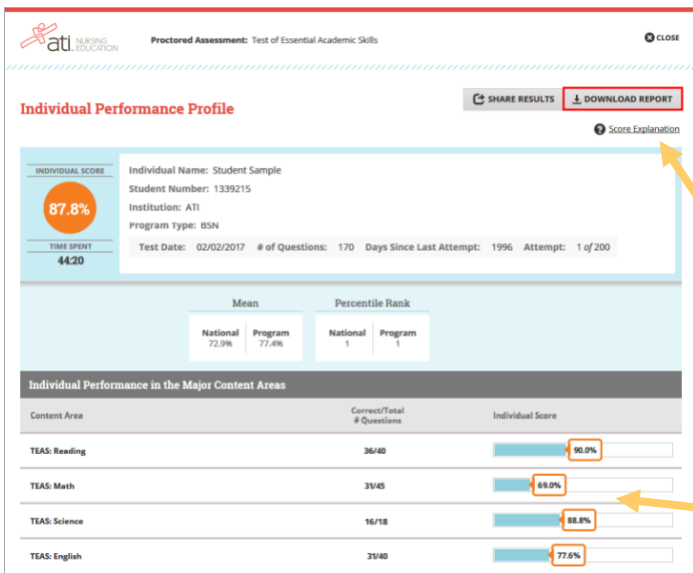 ati NURSING EDUCATION
Proctored Assessment: Test of Essential Academic Skills
CLOSE
Individual Performance Profile
SHARE RESULTS
DOWNLOAD REPORT
Score Explanation
INDIVIDUAL SCORE
87.8%
TIME SPENT
44:20
Individual Name: Student Sample
Student Number: 1339215
Institution: ATI
Program Type: BSN
Test Date: 02/02/2017 # of Questions: 170 Days Since Last Attempt: 1996 Attempt: 1 of 200
Mean Percentile Rank
National Program National Program
72.9% 77.4% 1 1
Individual Performance in the Major Content Areas
Content Area Correct/Total # Questions Individual Score
TEAS: Reading 36/40 90.0%
TEAS: Math 31/45 69.0%
TEAS: Science 16/18 88.8%
TEAS: English 31/40 77.6%